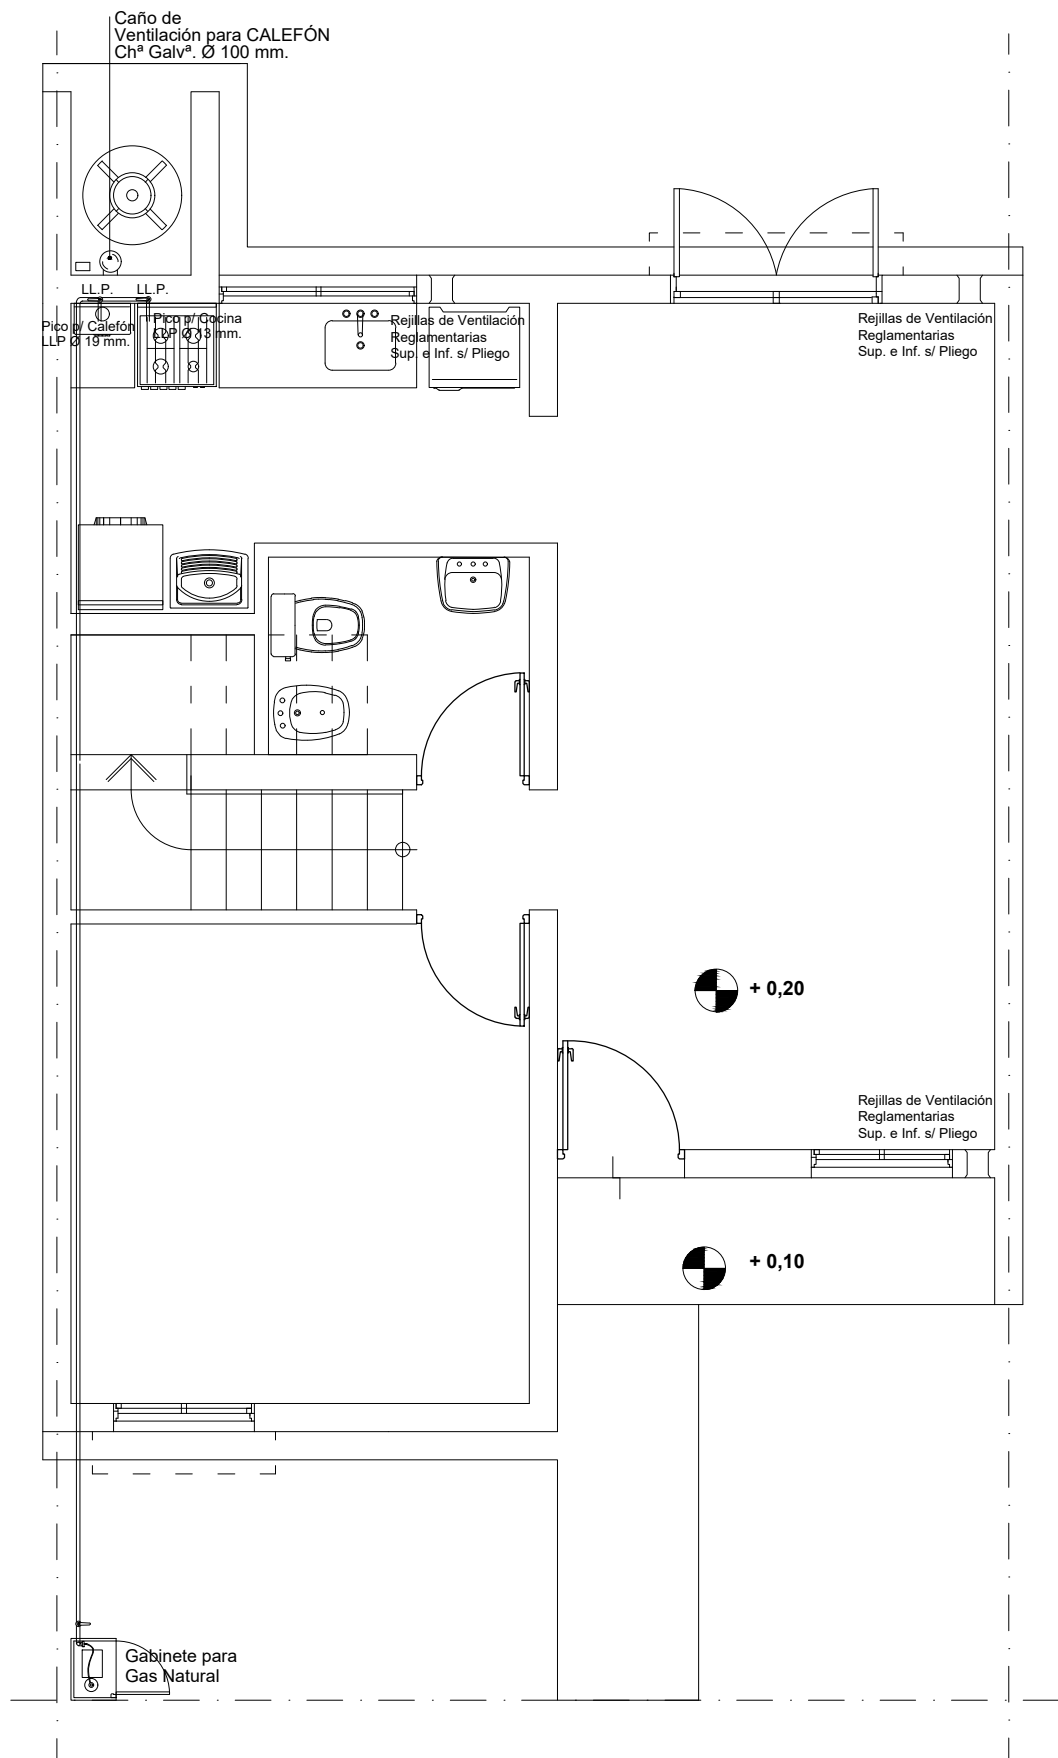 Caño de
Ventilación para CALEFÓN
Chª Galvª. Ø 100 mm.
LL.P.
LL.P.
Pico p/ Calefón
LLP Ø 19 mm.
Pico p/ Cocina
LLP Ø 13 mm.
Rejillas de Ventilación
Reglamentarias
Sup. e Inf. s/ Pliego
Rejillas de Ventilación
Reglamentarias
Sup. e Inf. s/ Pliego
+ 0,20
Rejillas de Ventilación
Reglamentarias
Sup. e Inf. s/ Pliego
+ 0,10
Gabinete para
Gas Natural